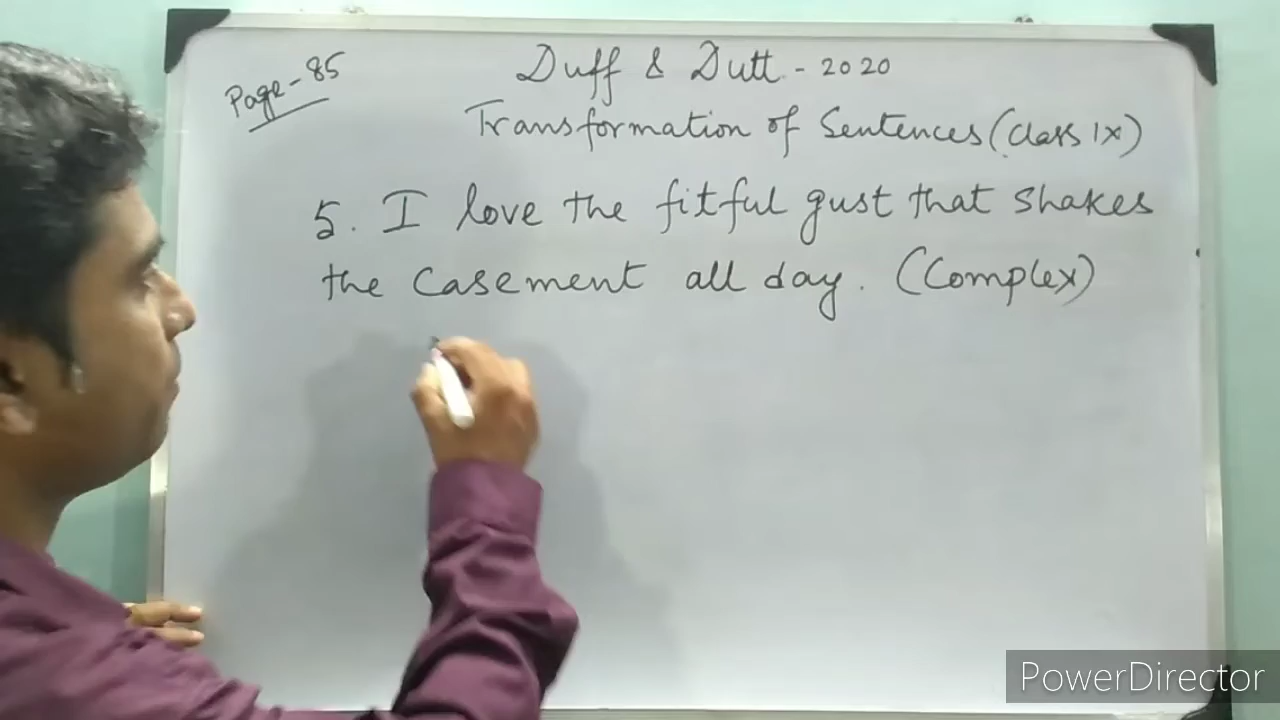 Page-85
Duff & Dutt - 2020
Transformation of Sentences (Class IX)
5. I love the fitful gust that shakes
the casement all day. (Complex)
PowerDirector